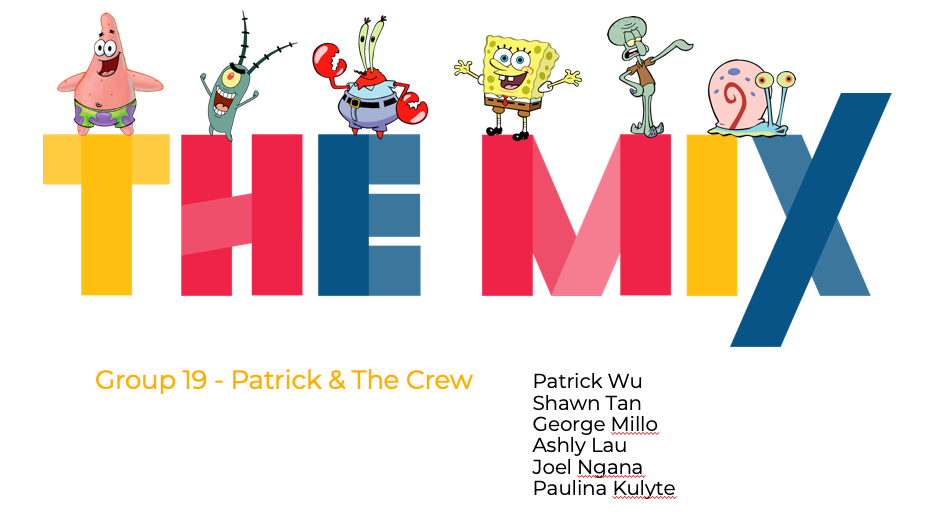 THE MIX
Group 19 - Patrick & The Crew
Patrick Wu
Shawn Tan
George Millo
Ashly Lau
Joel Ngana
Paulina Kulyte